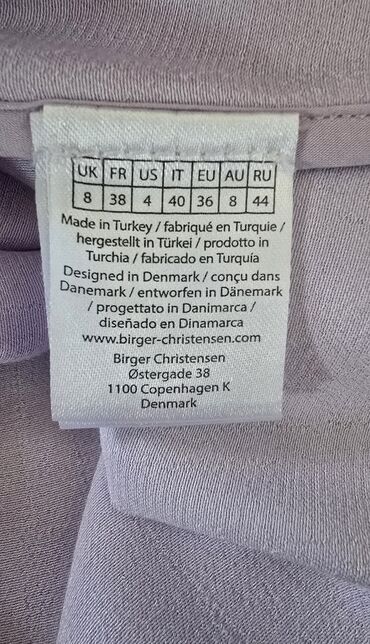 UK FR US IT EU AU RU
8 38 4 40 36 8 44
Made in Turkey / fabriqué en Turquie /
hergestellt in Türkei / prodotto in
Turchia / fabricado en Turquía
Designed in Denmark / conçu dans
Danemark / entworfen in Dänemark
/ progettato in Danimarca /
diseñado en Dinamarca
www.birger-christensen.com
Birger Christensen
Østergade 38
1100 Copenhagen K
Denmark